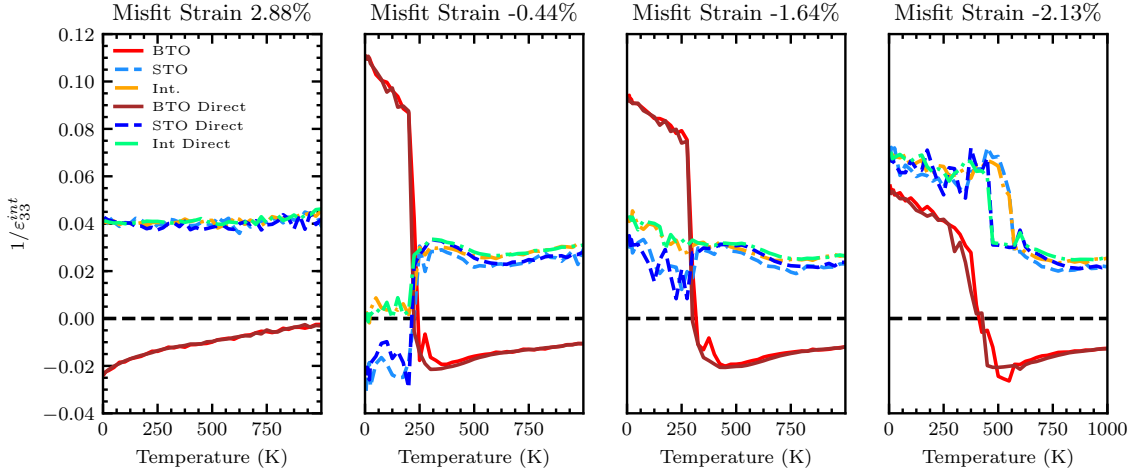 Misfit Strain 2.88%
Misfit Strain -0.44%
Misfit Strain -1.64%
Misfit Strain -2.13%
0.12
0.10
0.08
0.06
0.04
0.02
0.00
−0.02
−0.04
1/ε₃₃ⁱⁿᵗ
BTO
STO
Int.
BTO Direct
STO Direct
Int Direct
0 250 500 750
0 250 500 750
0 250 500 750
0 250 500 750 1000
Temperature (K)
Temperature (K)
Temperature (K)
Temperature (K)